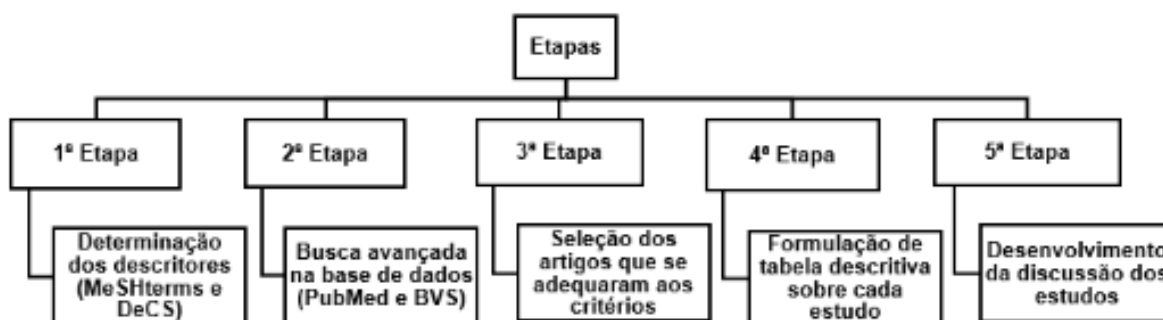 Etapas
1ª Etapa
2ª Etapa
3ª Etapa
4ª Etapa
5ª Etapa
Determinação
dos descritores
(MeSHterms e
DeCS)
Busca avançada
na base de dados
(PubMed e BVS)
Seleção dos
artigos que se
adequaram aos
critérios
Formulação de
tabela descritiva
sobre cada
estudo
Desenvolvimento
da discussão dos
estudos